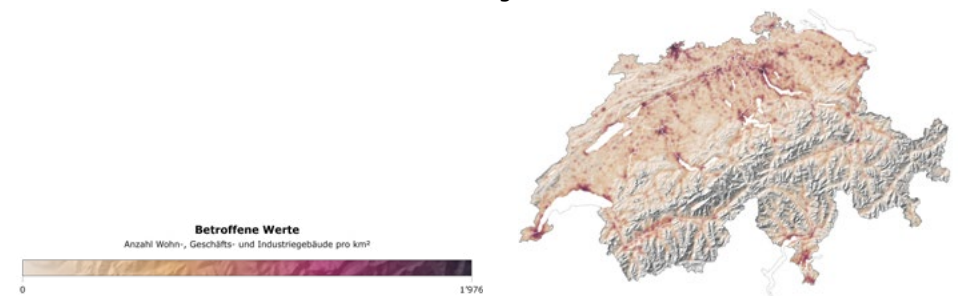 Betroffene Werte
Anzahl Wohn-, Geschäfts- und Industriegebäude pro km²
0 1'976